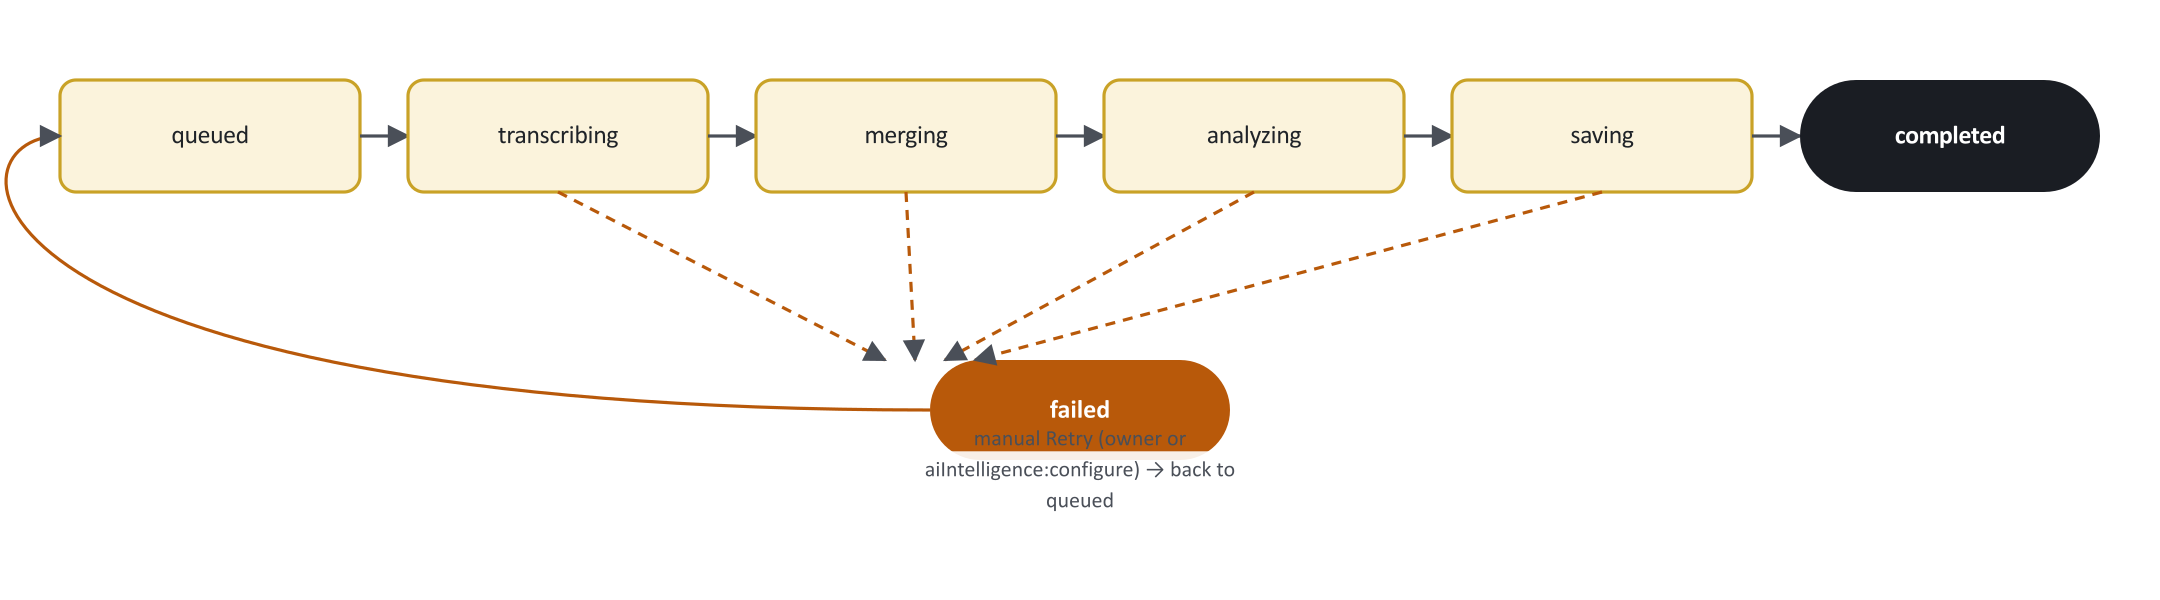 queued
transcribing
merging
analyzing
saving
completed
failed
manual Retry (owner or
aiIntelligence:configure) → back to
queued